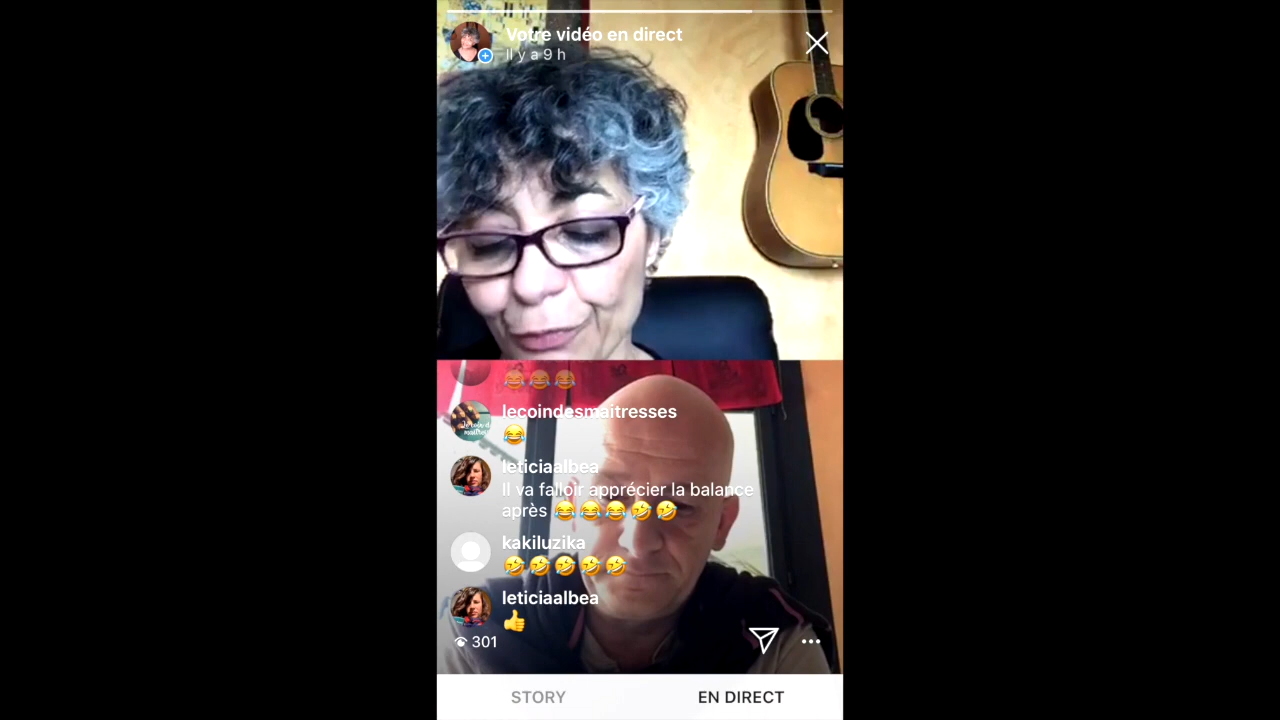 Votre vidéo en direct
Il y a 9 h
😂😂😂
lecoindesmaitresses
😂
leticiaalbea
Il va falloir apprécier la balance
après 😂😂😂🤣🤣
kakiluzika
🤣🤣🤣🤣🤣
leticiaalbea
👍
301
STORY
EN DIRECT